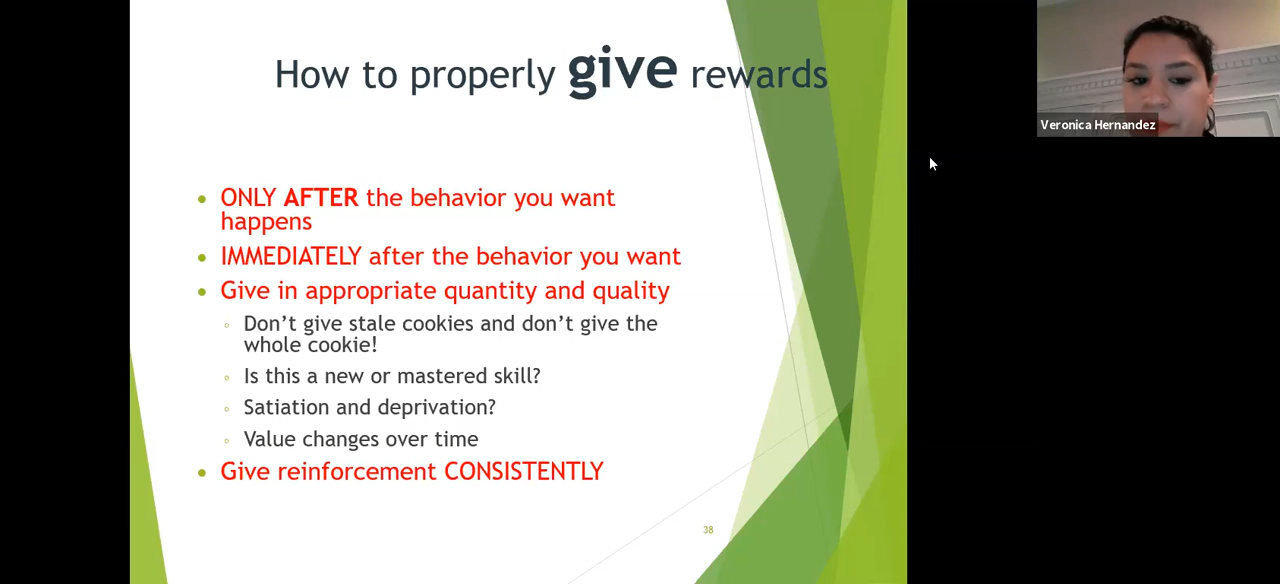 How to properly give rewards
Veronica Hernandez
• ONLY AFTER the behavior you want
happens
• IMMEDIATELY after the behavior you want
• Give in appropriate quantity and quality
◦ Don’t give stale cookies and don’t give the
whole cookie!
◦ Is this a new or mastered skill?
◦ Satiation and deprivation?
◦ Value changes over time
• Give reinforcement CONSISTENTLY
38